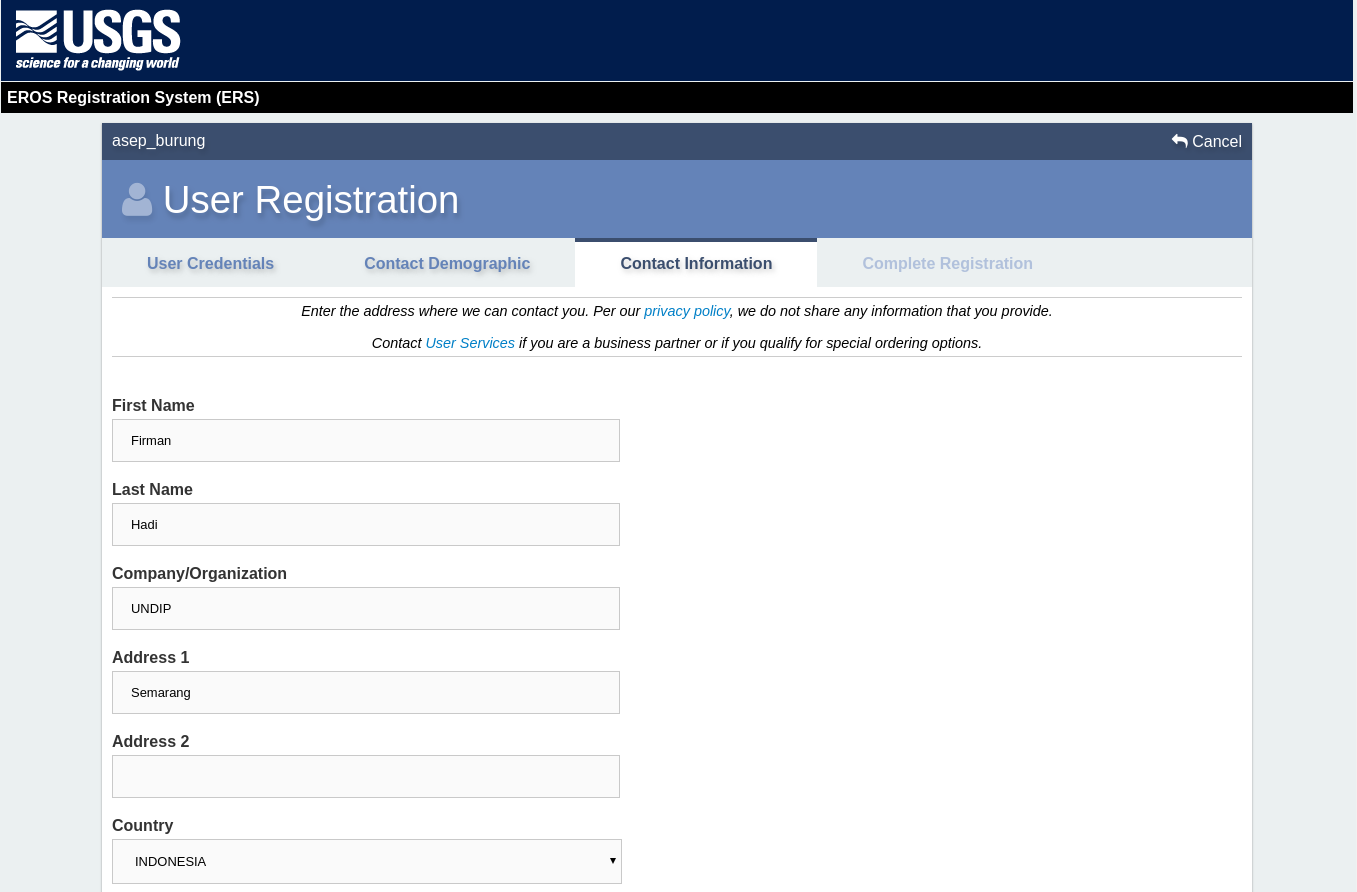 USGS
science for a changing world
EROS Registration System (ERS)
asep_burung Cancel
User Registration
User Credentials Contact Demographic Contact Information Complete Registration
Enter the address where we can contact you. Per our privacy policy, we do not share any information that you provide.
Contact User Services if you are a business partner or if you qualify for special ordering options.
First Name
Firman
Last Name
Hadi
Company/Organization
UNDIP
Address 1
Semarang
Address 2
Country
INDONESIA